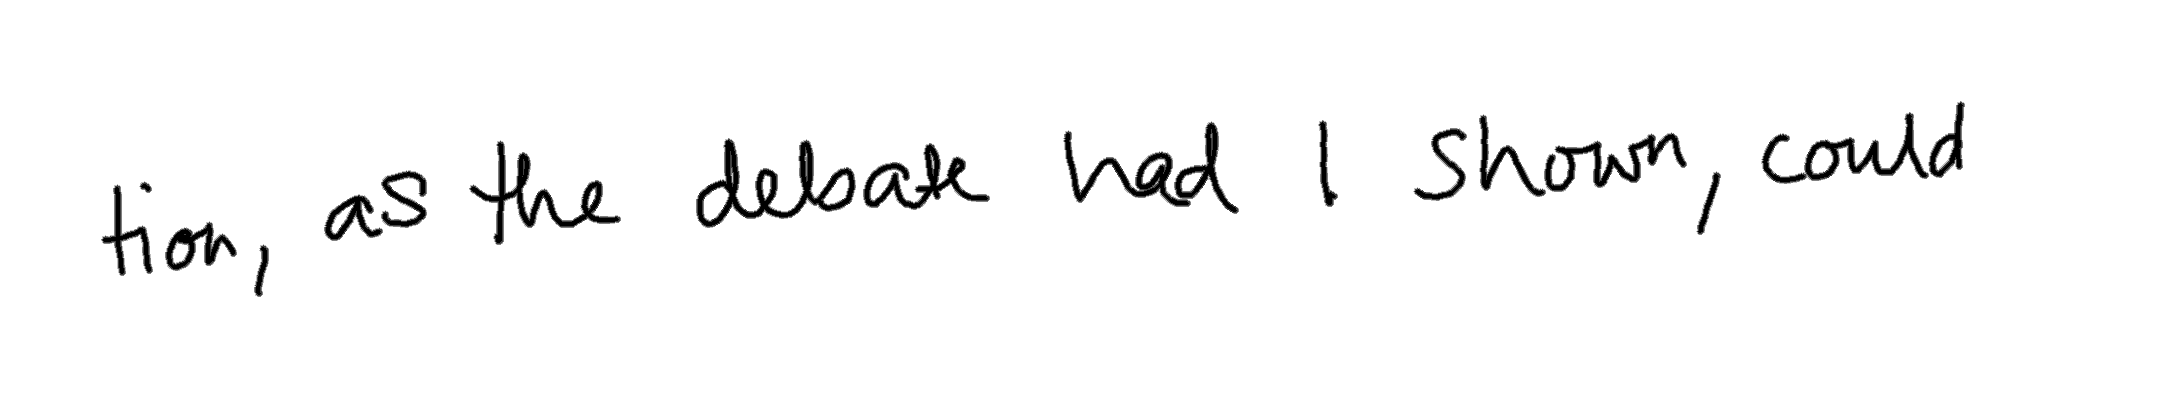 tion, as the debate had I shown, could